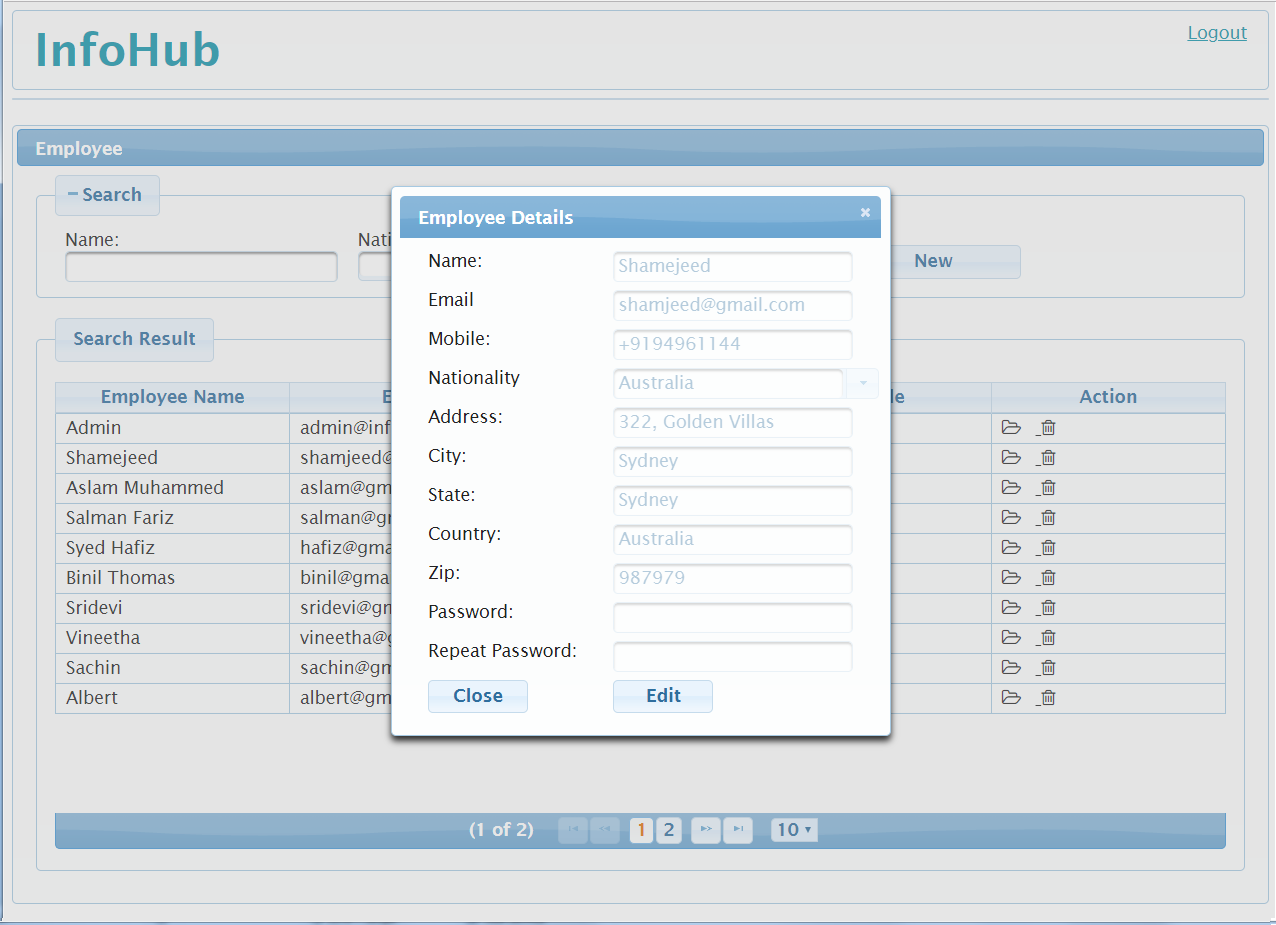 InfoHub
Logout
Employee
Search
Name:
Nati
New
Search Result
Employee Name E le Action
Admin admin@inf
Shamejeed shamjeed@
Aslam Muhammed aslam@gm
Salman Fariz salman@gr
Syed Hafiz hafiz@gma
Binil Thomas binil@gma
Sridevi sridevi@gn
Vineetha vineetha@g
Sachin sachin@gm
Albert albert@gm
(1 of 2) 1 2 10
Employee Details
Name: Shamejeed
Email shamjeed@gmail.com
Mobile: +9194961144
Nationality Australia
Address: 322, Golden Villas
City: Sydney
State: Sydney
Country: Australia
Zip: 987979
Password:
Repeat Password:
Close Edit